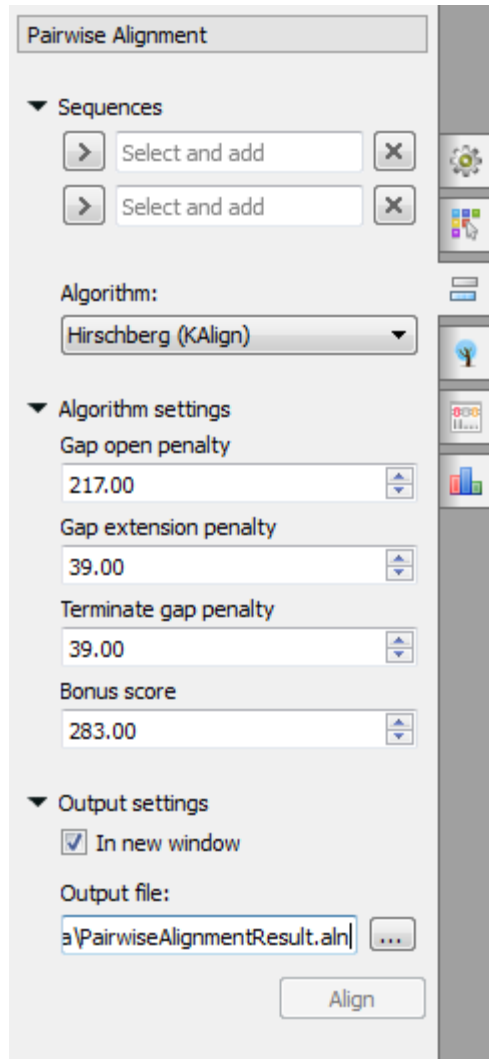 Pairwise Alignment
Sequences
Select and add
Select and add
Algorithm:
Hirschberg (KAlign)
Algorithm settings
Gap open penalty
217.00
Gap extension penalty
39.00
Terminate gap penalty
39.00
Bonus score
283.00
Output settings
In new window
Output file:
a\PairwiseAlignmentResult.aln
...
Align